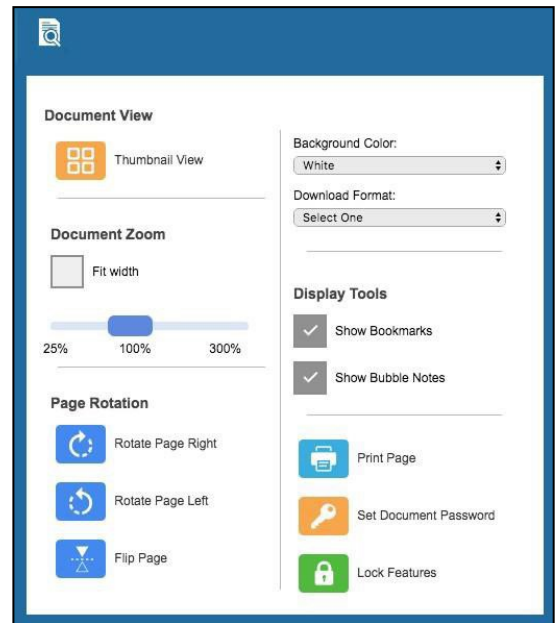 Document View
Thumbnail View
Document Zoom
Fit width
25% 100% 300%
Page Rotation
Rotate Page Right
Rotate Page Left
Flip Page
Background Color:
White
Download Format:
Select One
Display Tools
Show Bookmarks
Show Bubble Notes
Print Page
Set Document Password
Lock Features